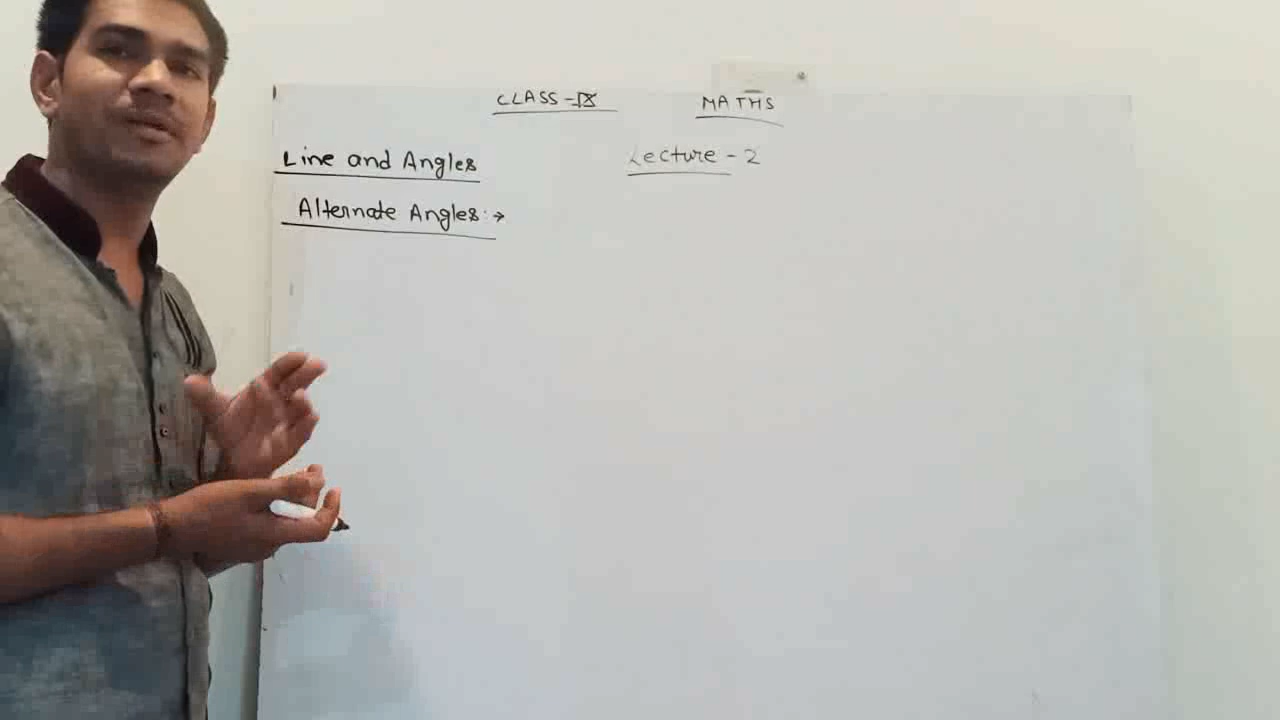 CLASS-IX MATHS
Line and Angles Lecture - 2
Alternate Angles:→